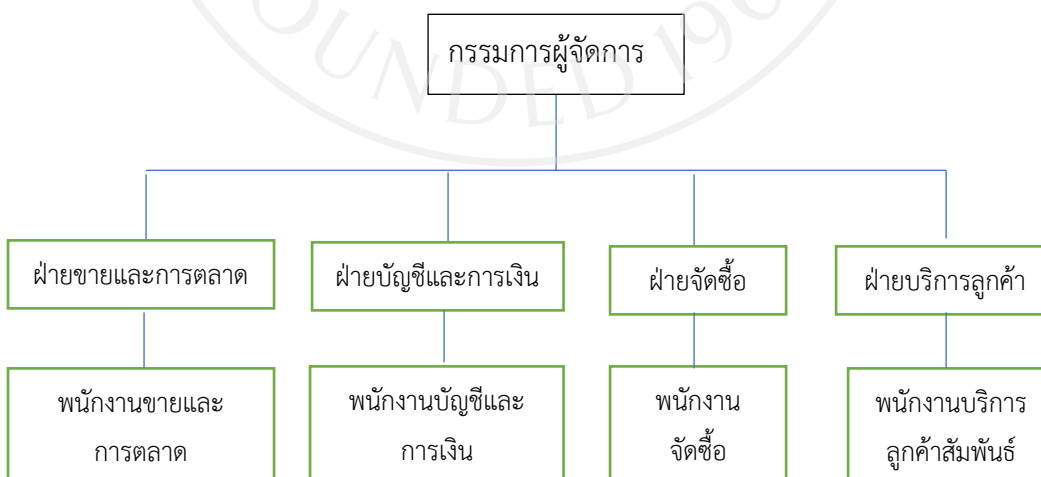 OUNDED 196
กรรมการผู้จัดการ
ฝ่ายขายและการตลาด
ฝ่ายบัญชีและการเงิน
ฝ่ายจัดซื้อ
ฝ่ายบริการลูกค้า
พนักงานขายและ
การตลาด
พนักงานบัญชีและ
การเงิน
พนักงาน
จัดซื้อ
พนักงานบริการ
ลูกค้าสัมพันธ์